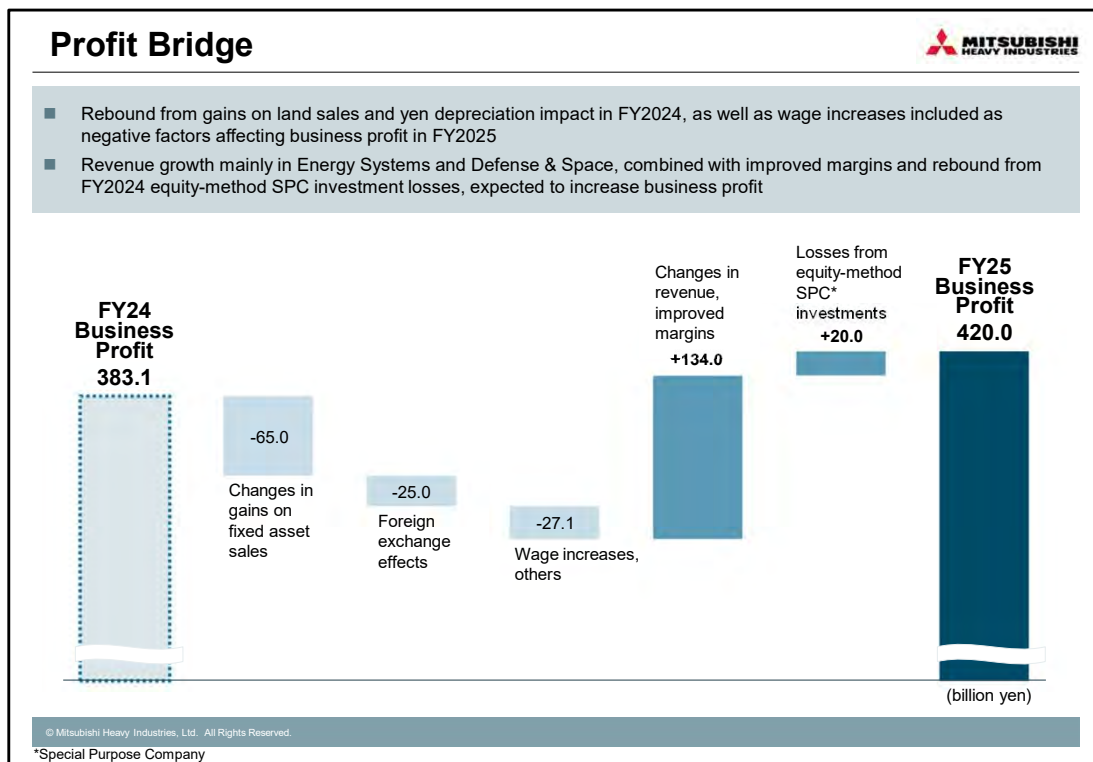 Profit Bridge
MITSUBISHI
HEAVY INDUSTRIES
■ Rebound from gains on land sales and yen depreciation impact in FY2024, as well as wage increases included as
negative factors affecting business profit in FY2025
■ Revenue growth mainly in Energy Systems and Defense & Space, combined with improved margins and rebound from
FY2024 equity-method SPC investment losses, expected to increase business profit
FY24
Business
Profit
383.1
-65.0
Changes in
gains on
fixed asset
sales
-25.0
Foreign
exchange
effects
-27.1
Wage increases,
others
Changes in
revenue,
improved
margins
+134.0
Losses from
equity-method
SPC*
investments
+20.0
FY25
Business
Profit
420.0
(billion yen)
© Mitsubishi Heavy Industries, Ltd. All Rights Reserved.
*Special Purpose Company